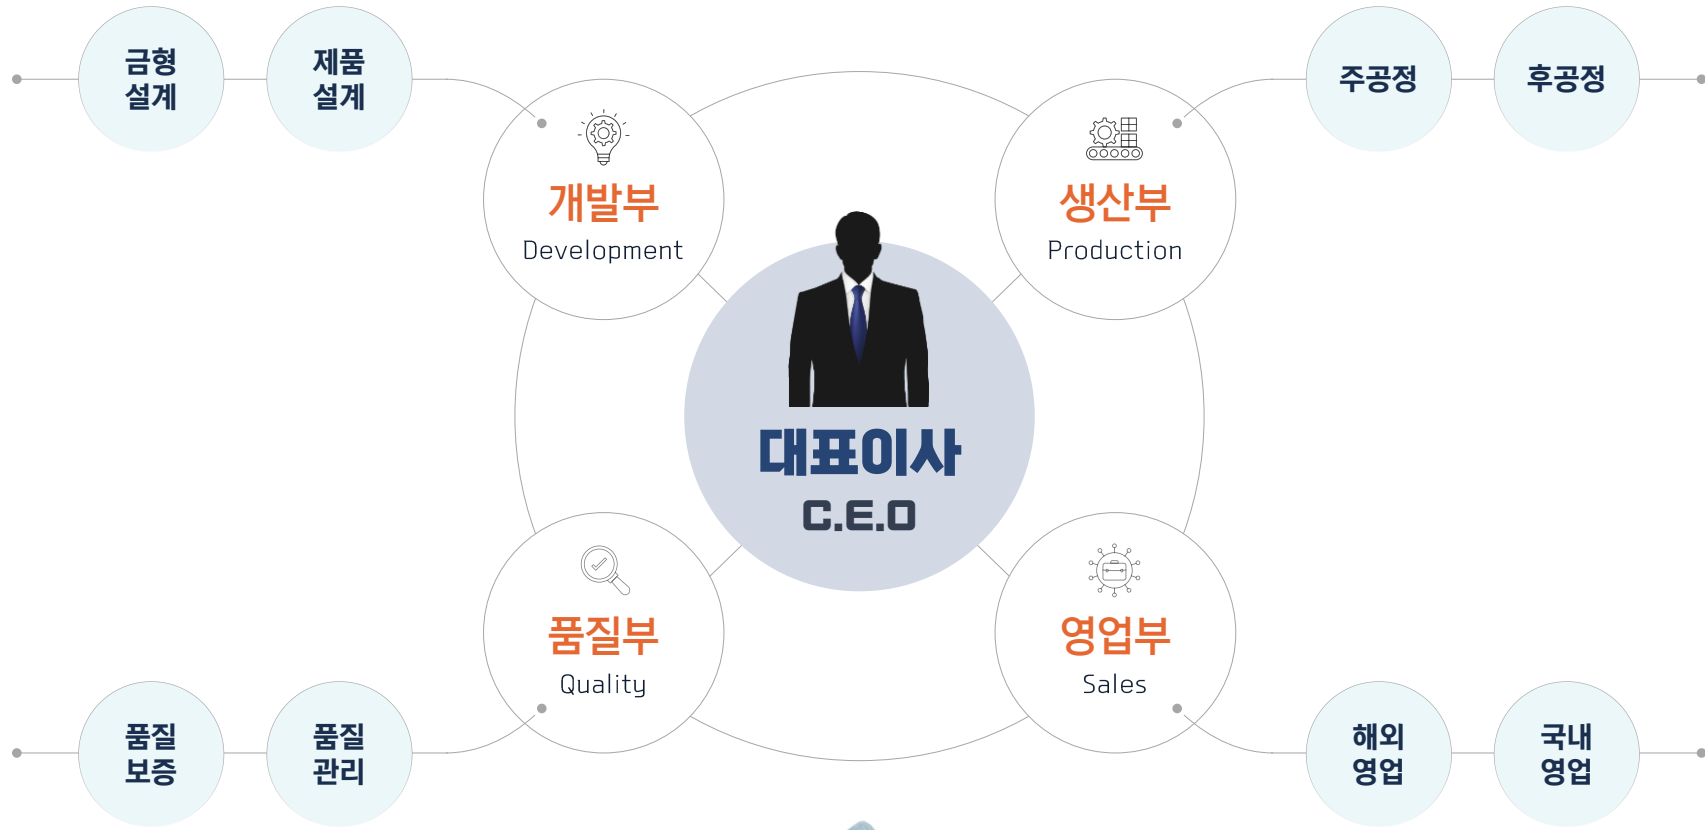 금형
설계
제품
설계
주공정
후공정
개발부
Development
생산부
Production
대표이사
C.E.O
품질부
Quality
영업부
Sales
품질
보증
품질
관리
해외
영업
국내
영업